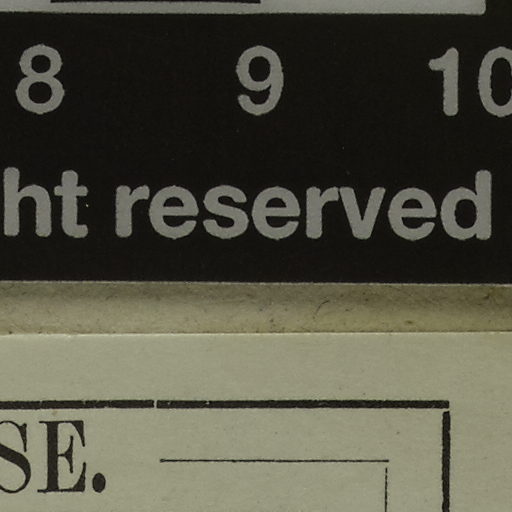 8 9 10
ht reserved
SE.